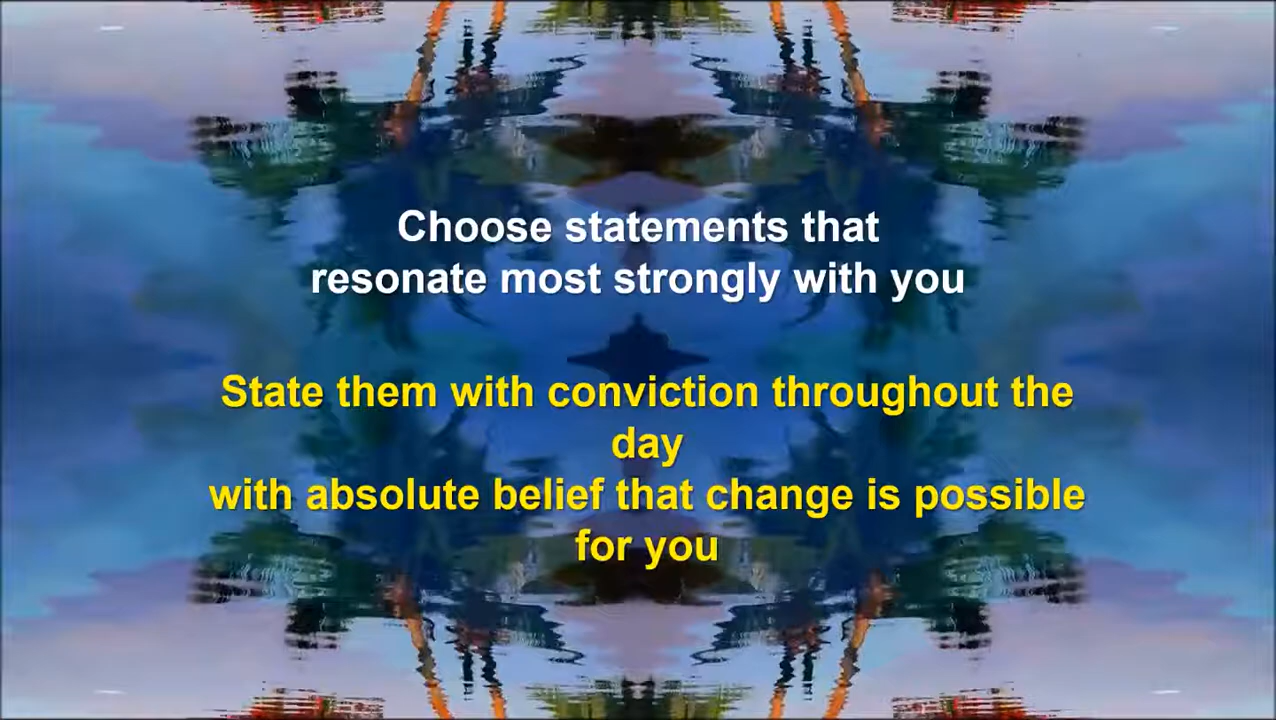 Choose statements that
resonate most strongly with you
State them with conviction throughout the
day
with absolute belief that change is possible
for you